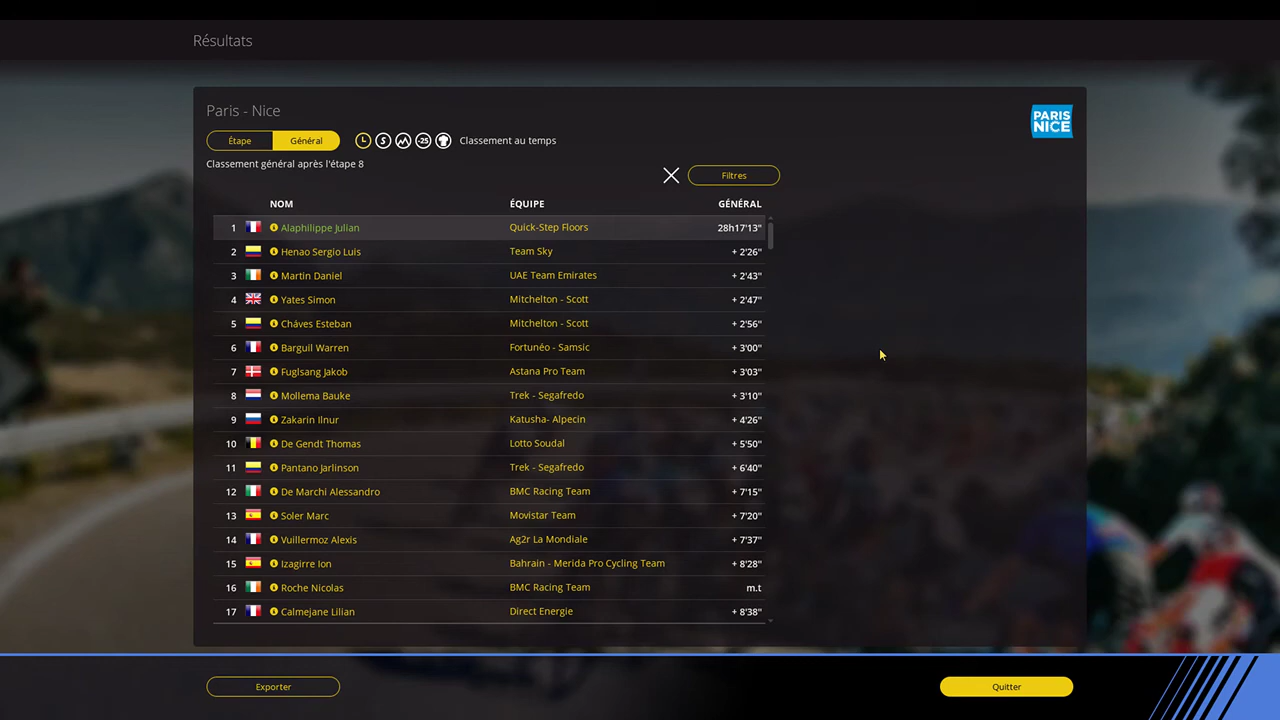 Résultats
Paris - Nice
PARIS
NICE
Étape Général S -25 Classement au temps
Classement général après l'étape 8
Filtres
NOM ÉQUIPE GÉNÉRAL
1 Alaphilippe Julian Quick-Step Floors 28h17'13"
2 Henao Sergio Luis Team Sky + 2'26"
3 Martin Daniel UAE Team Emirates + 2'43"
4 Yates Simon Mitchelton - Scott + 2'47"
5 Cháves Esteban Mitchelton - Scott + 2'56"
6 Barguil Warren Fortunéo - Samsic + 3'00"
7 Fuglsang Jakob Astana Pro Team + 3'03"
8 Mollema Bauke Trek - Segafredo + 3'10"
9 Zakarin Ilnur Katusha- Alpecin + 4'26"
10 De Gendt Thomas Lotto Soudal + 5'50"
11 Pantano Jarlinson Trek - Segafredo + 6'40"
12 De Marchi Alessandro BMC Racing Team + 7'15"
13 Soler Marc Movistar Team + 7'20"
14 Vuillermoz Alexis Ag2r La Mondiale + 7'37"
15 Izagirre Ion Bahrain - Merida Pro Cycling Team + 8'28"
16 Roche Nicolas BMC Racing Team m.t
17 Calmejane Lilian Direct Energie + 8'38"
Exporter Quitter